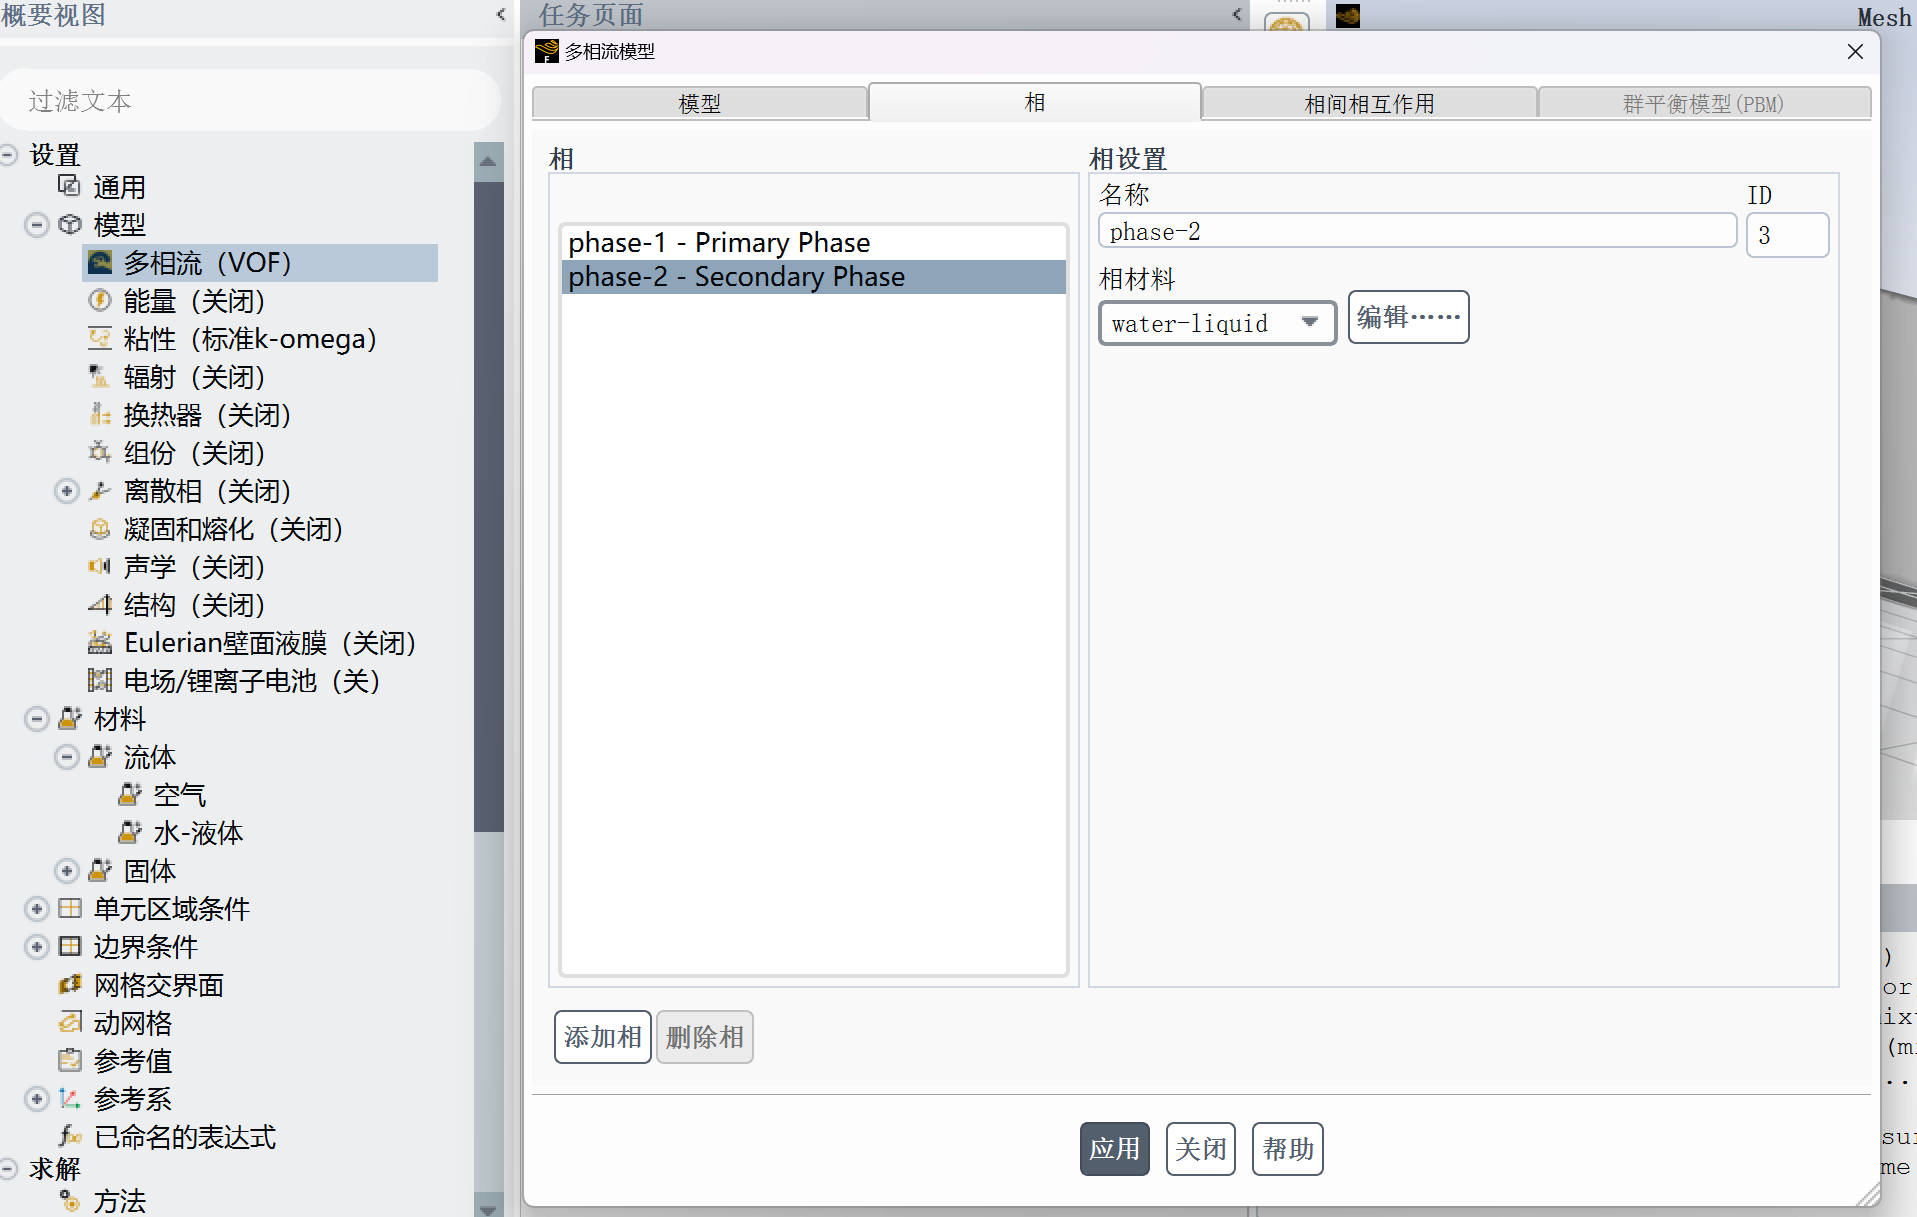 概要视图
过滤文本
设置
通用
模型
多相流（VOF）
能量（关闭）
粘性（标准k-omega）
辐射（关闭）
换热器（关闭）
组份（关闭）
离散相（关闭）
凝固和熔化（关闭）
声学（关闭）
结构（关闭）
Eulerian壁面液膜（关闭）
电场/锂离子电池（关）
材料
流体
空气
水-液体
固体
单元区域条件
边界条件
网格交界面
动网格
参考值
参考系
已命名的表达式
求解
方法
任务页面
Mesh
多相流模型
模型
相
相间相互作用
群平衡模型(PBM)
相
phase-1 - Primary Phase
phase-2 - Secondary Phase
添加相
删除相
相设置
名称
ID
phase-2
3
相材料
water-liquid
编辑……
应用
关闭
帮助
)
or
(m
..
sur
me